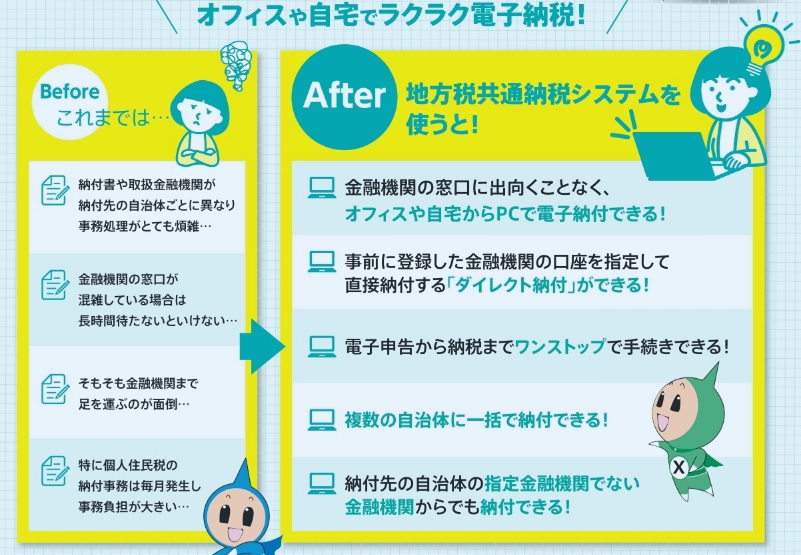 オフィスや自宅でラクラク電子納税!
Before
これまでは…
納付書や取扱金融機関が
納付先の自治体ごとに異なり
事務処理がとても煩雑…
金融機関の窓口が
混雑している場合は
長時間待たないといけない…
そもそも金融機関まで
足を運ぶのが面倒…
特に個人住民税の
納付事務は毎月発生し
事務負担が大きい…
After
地方税共通納税システムを
使うと!
金融機関の窓口に出向くことなく、
オフィスや自宅からPCで電子納付できる!
事前に登録した金融機関の口座を指定して
直接納付する「ダイレクト納付」ができる!
電子申告から納税までワンストップで手続きできる!
複数の自治体に一括で納付できる!
納付先の自治体の指定金融機関でない
金融機関からでも納付できる!
X